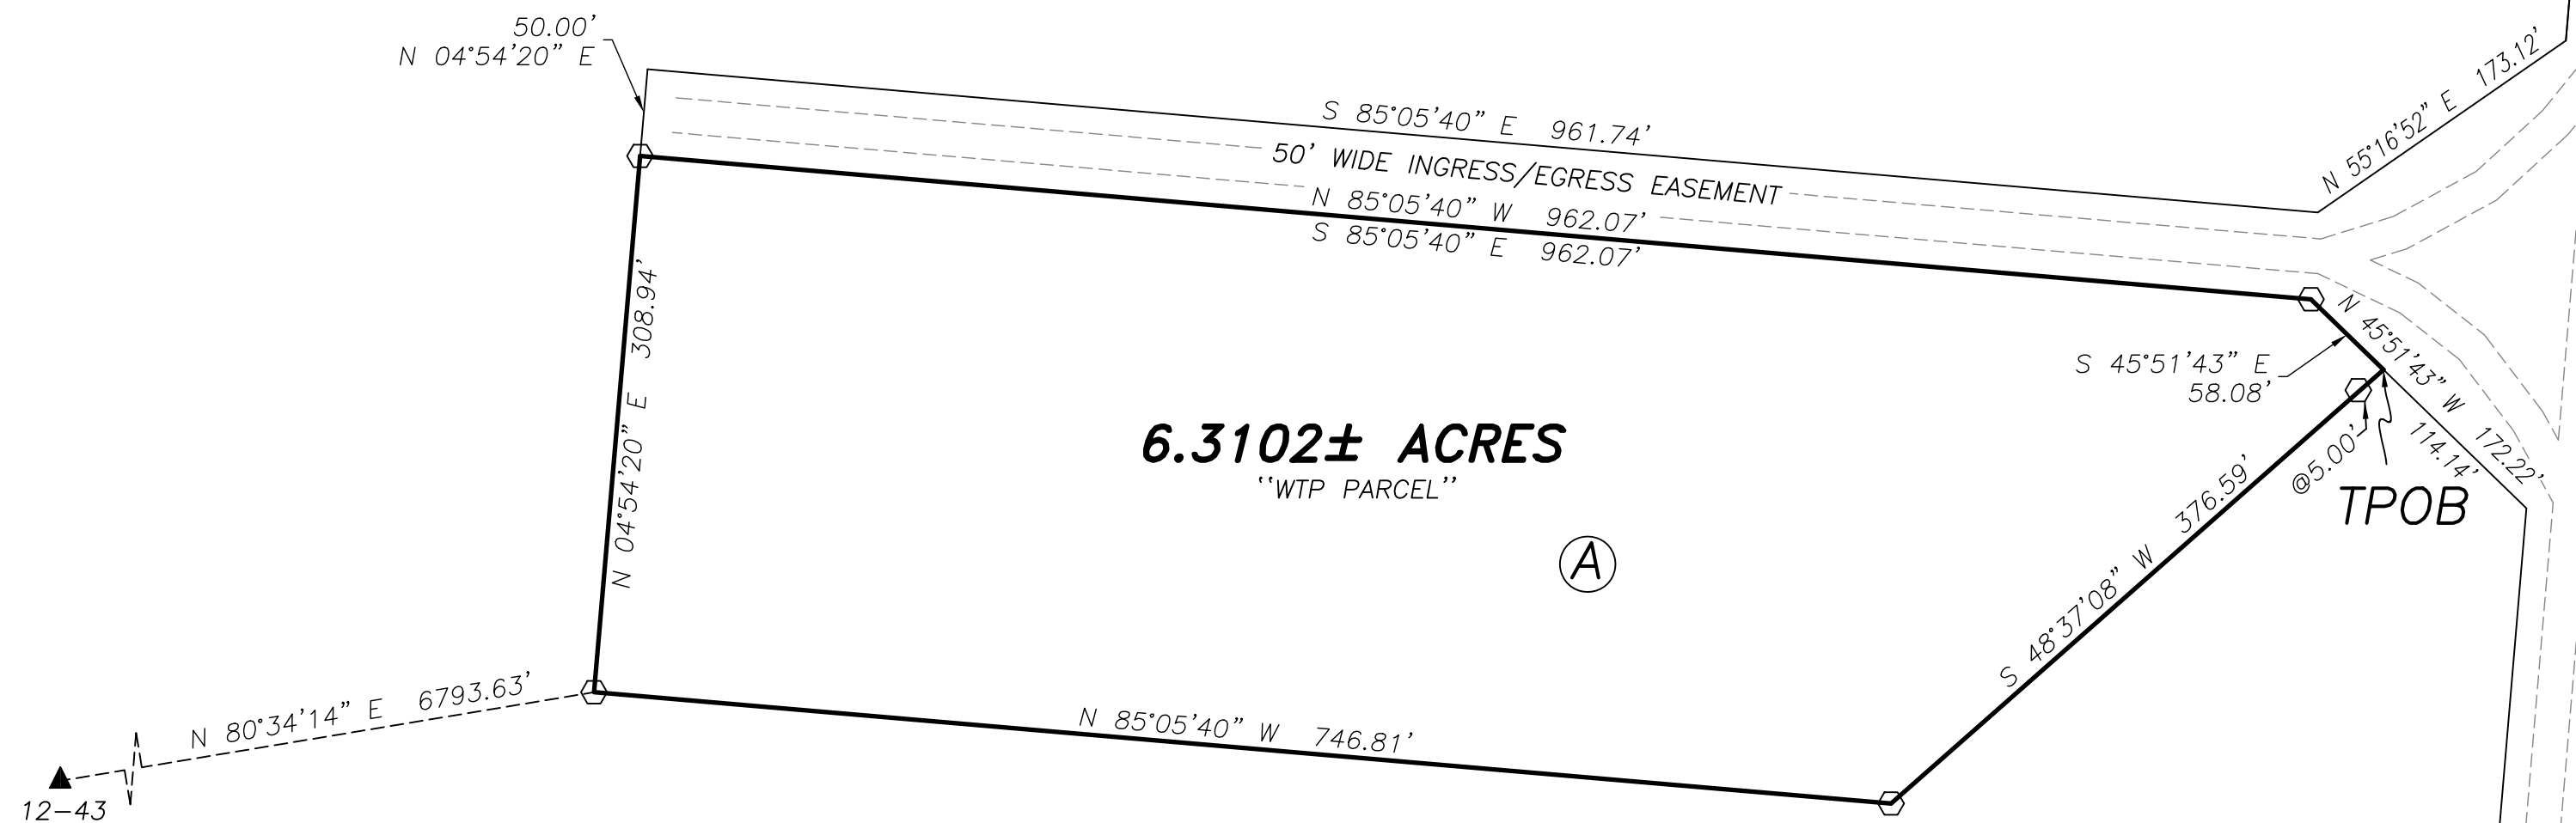 50.00'
N 04°54'20" E
S 85°05'40" E 961.74'
N 55°16'52" E 173.12'
50' WIDE INGRESS/EGRESS EASEMENT
N 85°05'40" W 962.07'
S 85°05'40" E 962.07'
N 04°54'20" E 308.94'
N 45°51'43" W 172.22'
S 45°51'43" E
58.08'
114.14'
@5.00'
TPOB
6.3102± ACRES
"WTP PARCEL"
A
S 48°37'08" W 376.59'
N 80°34'14" E 6793.63'
N 85°05'40" W 746.81'
12-43